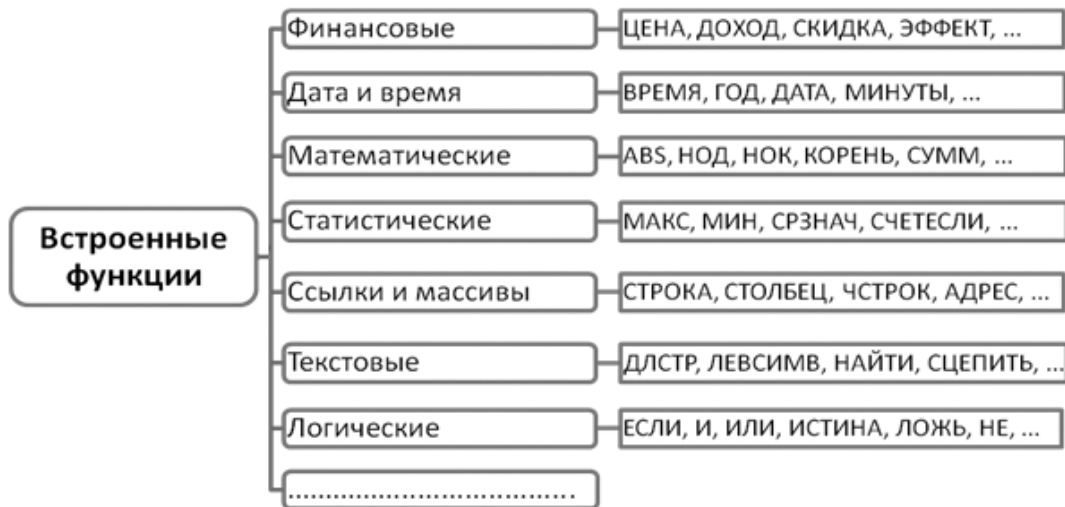 Встроенные
функции
Финансовые
ЦЕНА, ДОХОД, СКИДКА, ЭФФЕКТ, ...
Дата и время
ВРЕМЯ, ГОД, ДАТА, МИНУТЫ, ...
Математические
ABS, НОД, НОК, КОРЕНЬ, СУММ, ...
Статистические
МАКС, МИН, СРЗНАЧ, СЧЕТЕСЛИ, ...
Ссылки и массивы
СТРОКА, СТОЛБЕЦ, ЧСТРОК, АДРЕС, ...
Текстовые
ДЛСТР, ЛЕВСИМВ, НАЙТИ, СЦЕПИТЬ, ...
Логические
ЕСЛИ, И, ИЛИ, ИСТИНА, ЛОЖЬ, НЕ, ...
.......................................